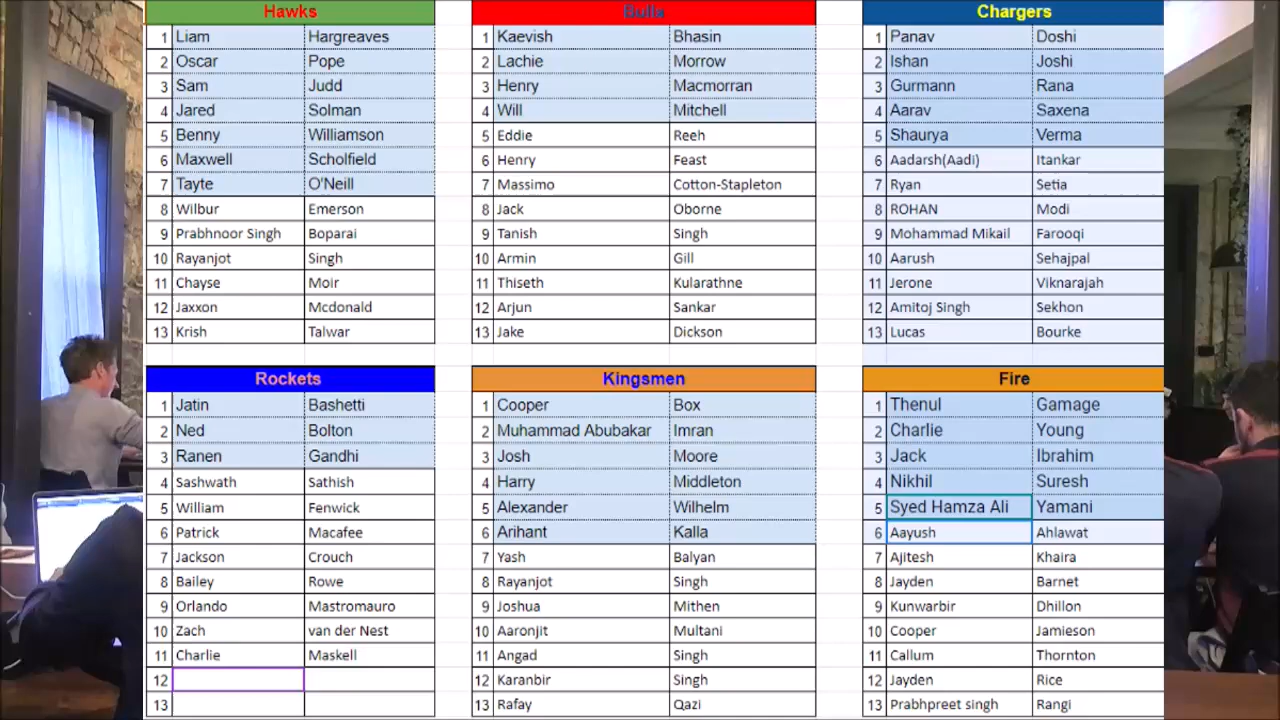 Hawks Bulls Chargers
1 Liam Hargreaves 1 Kaevish Bhasin 1 Panav Doshi
2 Oscar Pope 2 Lachie Morrow 2 Ishan Joshi
3 Sam Judd 3 Henry Macmorran 3 Gurmann Rana
4 Jared Solman 4 Will Mitchell 4 Aarav Saxena
5 Benny Williamson 5 Eddie Reeh 5 Shaurya Verma
6 Maxwell Scholfield 6 Henry Feast 6 Aadarsh(Aadi) Itankar
7 Tayte O'Neill 7 Massimo Cotton-Stapleton 7 Ryan Setia
8 Wilbur Emerson 8 Jack Oborne 8 ROHAN Modi
9 Prabhnoor Singh Boparai 9 Tanish Singh 9 Mohammad Mikail Farooqi
10 Rayanjot Singh 10 Armin Gill 10 Aarush Sehajpal
11 Chayse Moir 11 Thiseth Kularathne 11 Jerone Viknarajah
12 Jaxxon Mcdonald 12 Arjun Sankar 12 Amitoj Singh Sekhon
13 Krish Talwar 13 Jake Dickson 13 Lucas Bourke
Rockets Kingsmen Fire
1 Jatin Bashetti 1 Cooper Box 1 Thenul Gamage
2 Ned Bolton 2 Muhammad Abubakar Imran 2 Charlie Young
3 Ranen Gandhi 3 Josh Moore 3 Jack Ibrahim
4 Sashwath Sathish 4 Harry Middleton 4 Nikhil Suresh
5 William Fenwick 5 Alexander Wilhelm 5 Syed Hamza Ali Yamani
6 Patrick Macafee 6 Arihant Kalla 6 Aayush Ahlawat
7 Jackson Crouch 7 Yash Balyan 7 Ajitesh Khaira
8 Bailey Rowe 8 Rayanjot Singh 8 Jayden Barnet
9 Orlando Mastromauro 9 Joshua Mithen 9 Kunwarbir Dhillon
10 Zach van der Nest 10 Aaronjit Multani 10 Cooper Jamieson
11 Charlie Maskell 11 Angad Singh 11 Callum Thornton
12 12 Karanbir Singh 12 Jayden Rice
13 13 Rafay Qazi 13 Prabhpreet singh Rangi